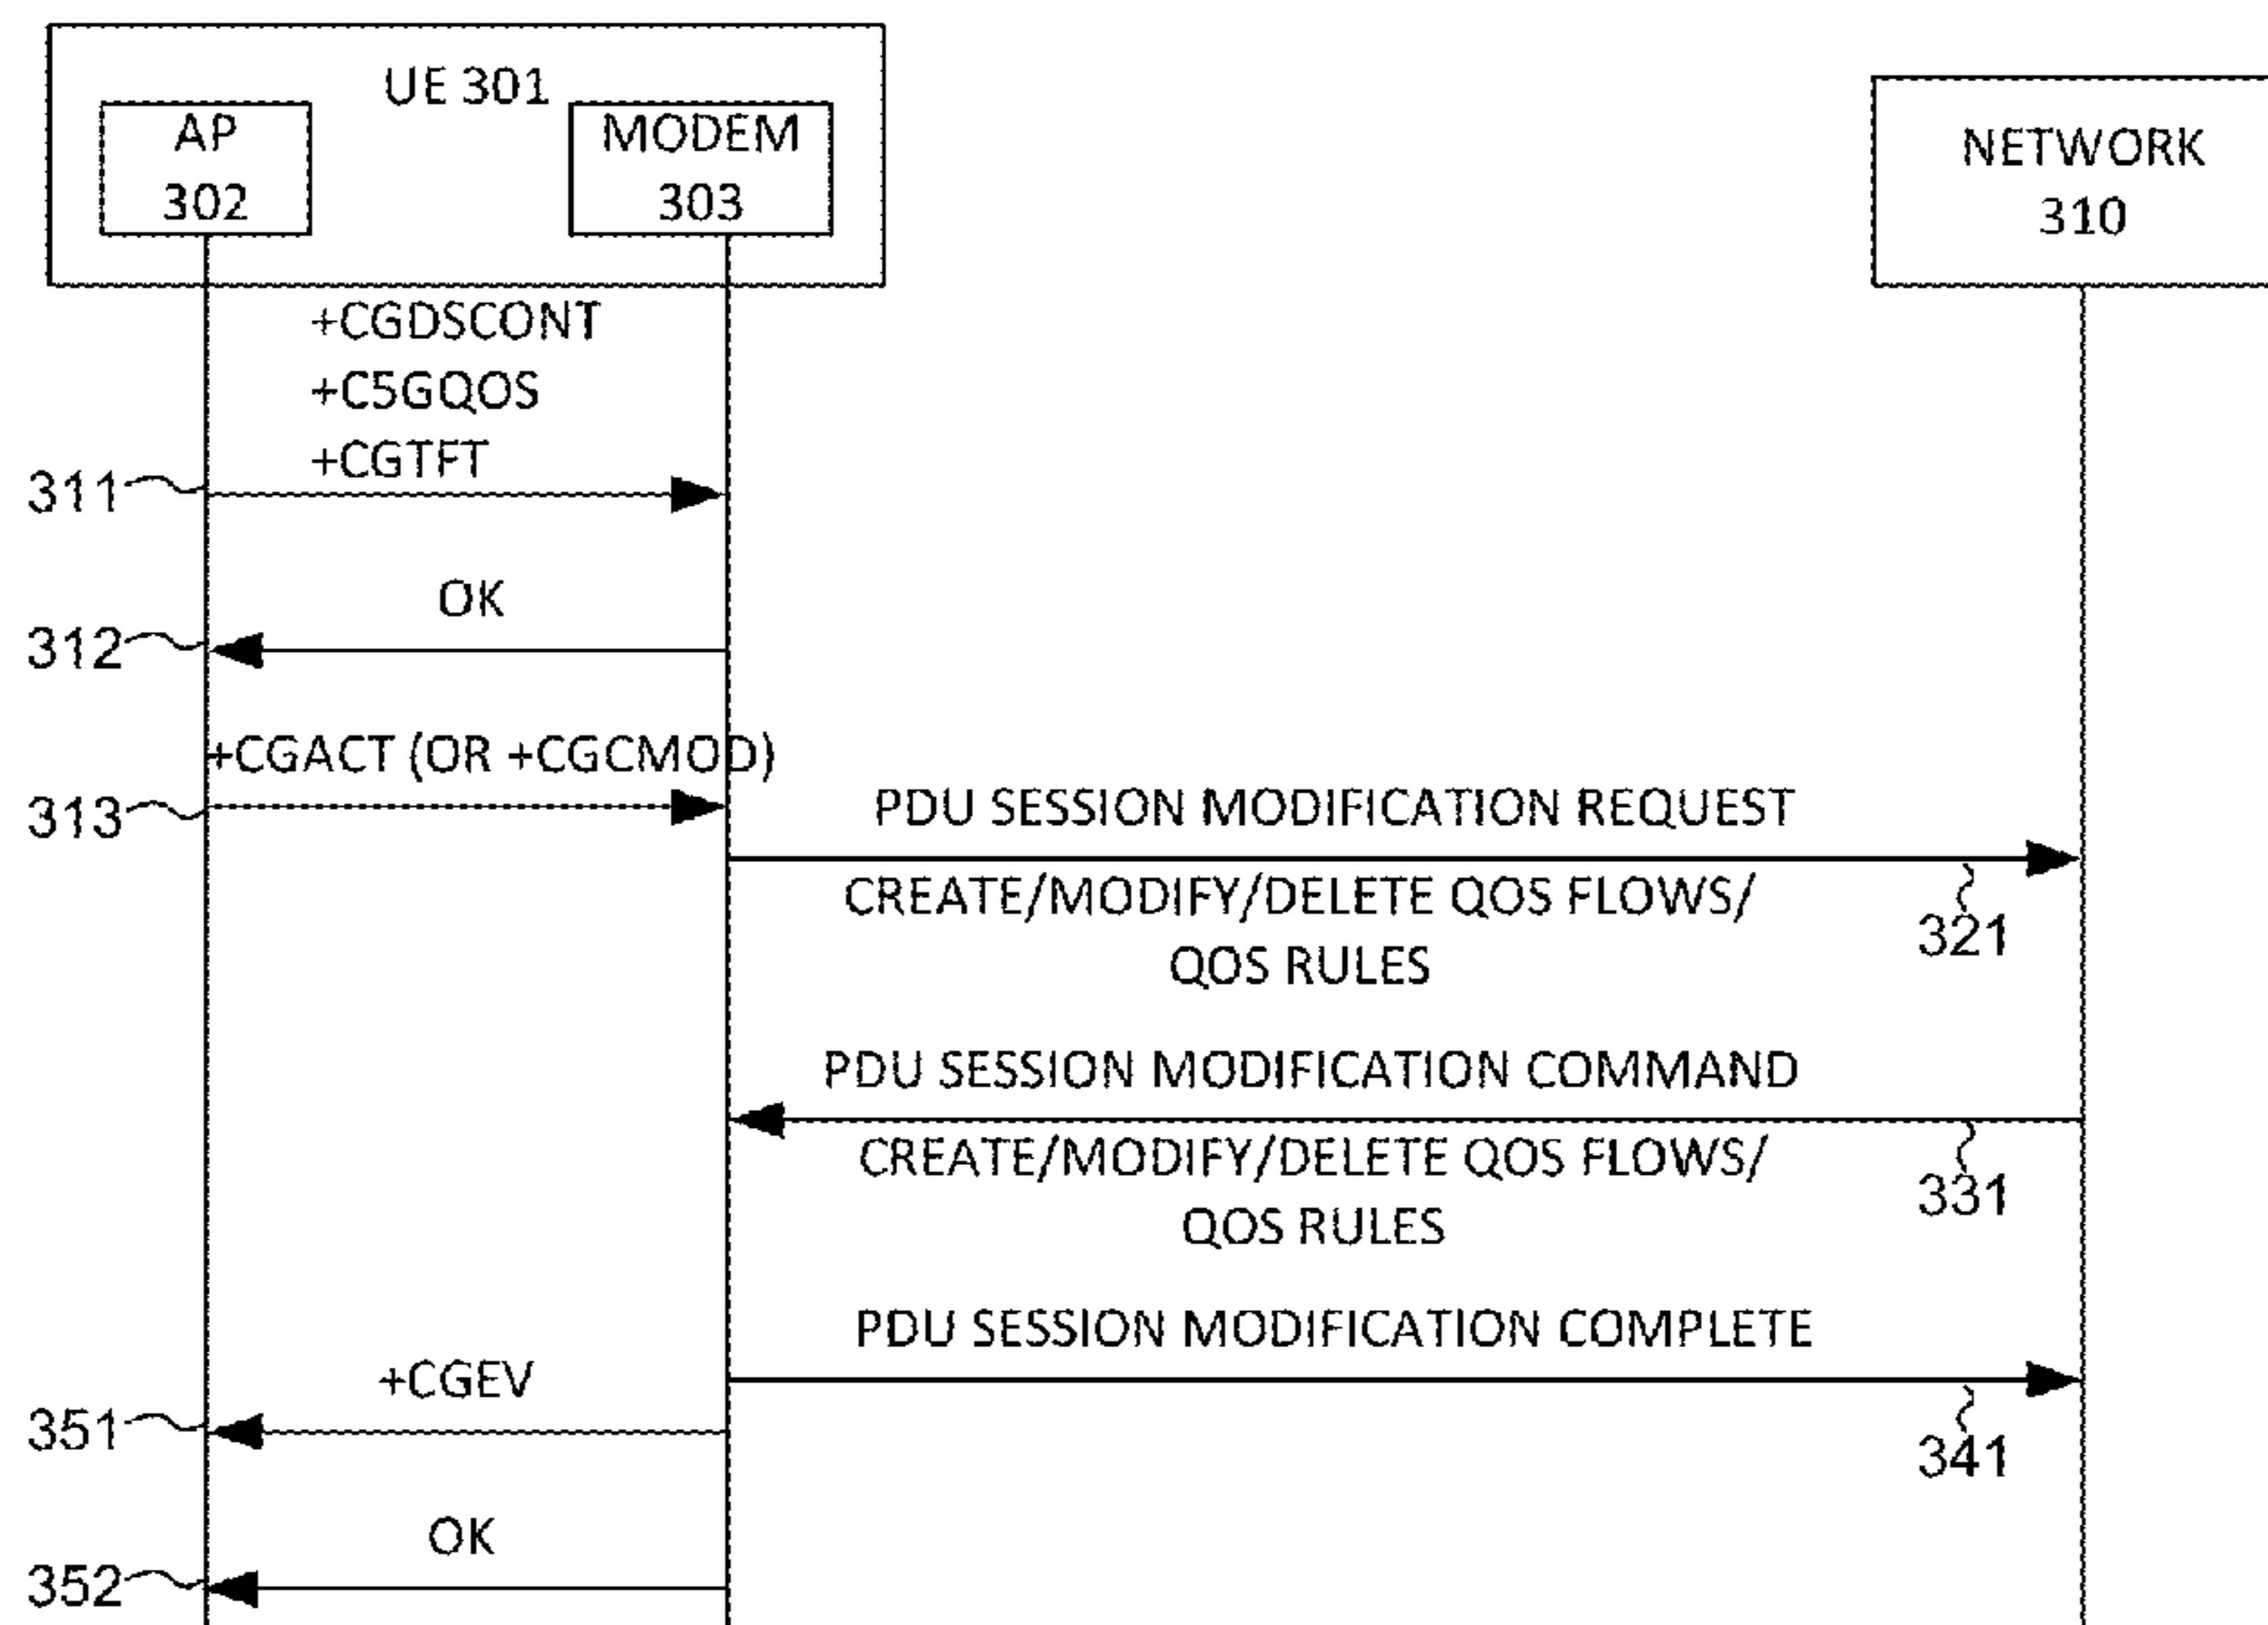 UE 301
AP
302
MODEM
303
NETWORK
310
+CGDSCONT
+C5GQOS
+CGTFT
311
OK
312
+CGACT (OR +CGCMOD)
313
PDU SESSION MODIFICATION REQUEST
CREATE/MODIFY/DELETE QOS FLOWS/
QOS RULES
321
PDU SESSION MODIFICATION COMMAND
CREATE/MODIFY/DELETE QOS FLOWS/
QOS RULES
331
PDU SESSION MODIFICATION COMPLETE
341
+CGEV
351
OK
352